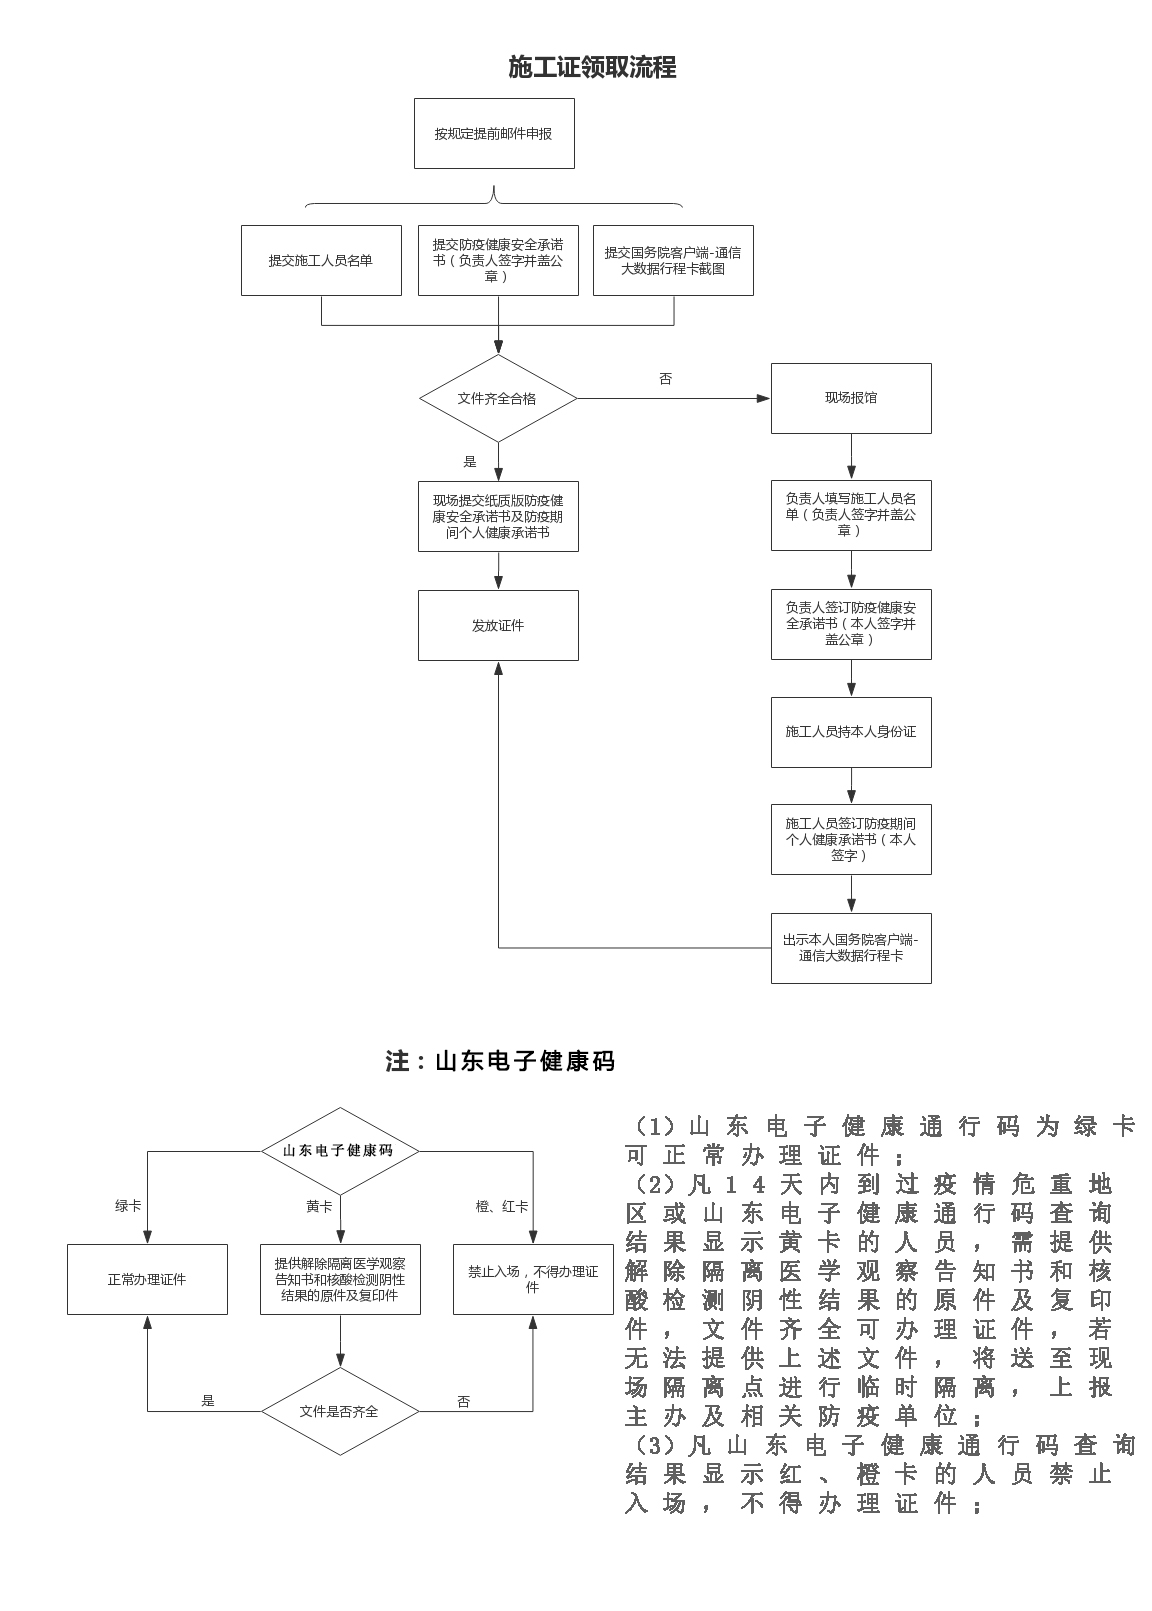 施工证领取流程
按规定提前邮件申报
提交施工人员名单
提交防疫健康安全承诺
书（负责人签字并盖公
章）
提交国务院客户端-通信
大数据行程卡截图
文件齐全合格
否
现场报馆
是
现场提交纸质版防疫健
康安全承诺书及防疫期
间个人健康承诺书
负责人填写施工人员名
单（负责人签字并盖公
章）
发放证件
负责人签订防疫健康安
全承诺书（本人签字并
盖公章）
施工人员持本人身份证
施工人员签订防疫期间
个人健康承诺书（本人
签字）
出示本人国务院客户端-
通信大数据行程卡
注：山东电子健康码
山东电子健康码
绿卡
黄卡
橙、红卡
正常办理证件
提供解除隔离医学观察
告知书和核酸检测阴性
结果的原件及复印件
禁止入场，不得办理证
件
是
文件是否齐全
否
（1）山东电子健康通行码为绿卡
可正常办理证件；
（2）凡14天内到过疫情危重地
区或山东电子健康通行码查询
结果显示黄卡的人员，需提供
解除隔离医学观察告知书和核
酸检测阴性结果的原件及复印
件，文件齐全可办理证件，若
无法提供上述文件，将送至现
场隔离点进行临时隔离，上报
主办及相关防疫单位；
（3）凡山东电子健康通行码查询
结果显示红、橙卡的人员禁止
入场，不得办理证件；